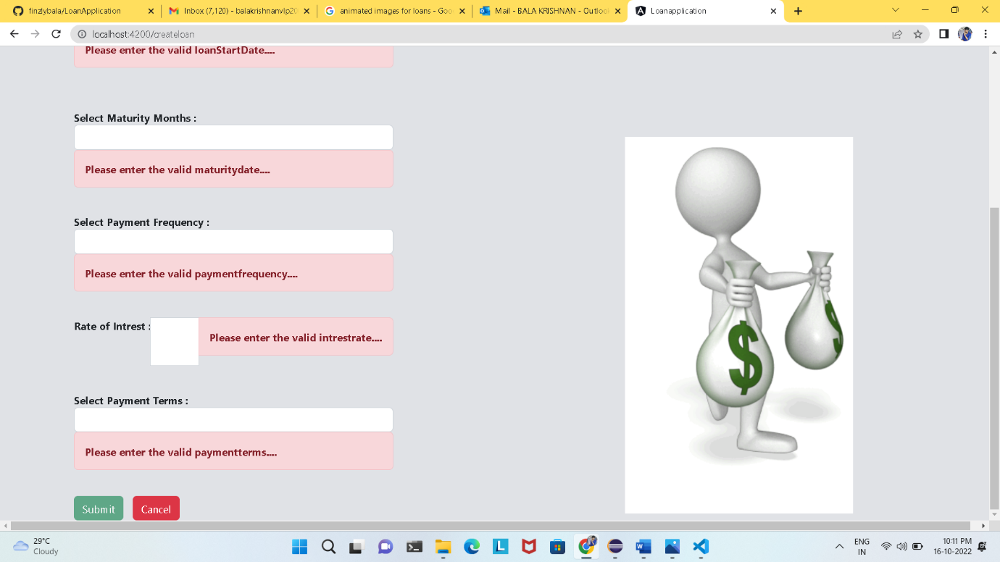 finzlybala/LoanApplication
Inbox (7,120) - balakrishnanvlp20
animated images for loans - Goo
Mail - BALA KRISHNAN - Outlook
Loanapplication
localhost:4200/createloan
Please enter the valid loanStartDate....
Select Maturity Months :
Please enter the valid maturitydate....
Select Payment Frequency :
Please enter the valid paymentfrequency....
Rate of Intrest :
Please enter the valid intrestrate....
Select Payment Terms :
Please enter the valid paymentterms....
Submit
Cancel
$
$
29°C
Cloudy
L
W
ENG
IN
10:11 PM
16-10-2022